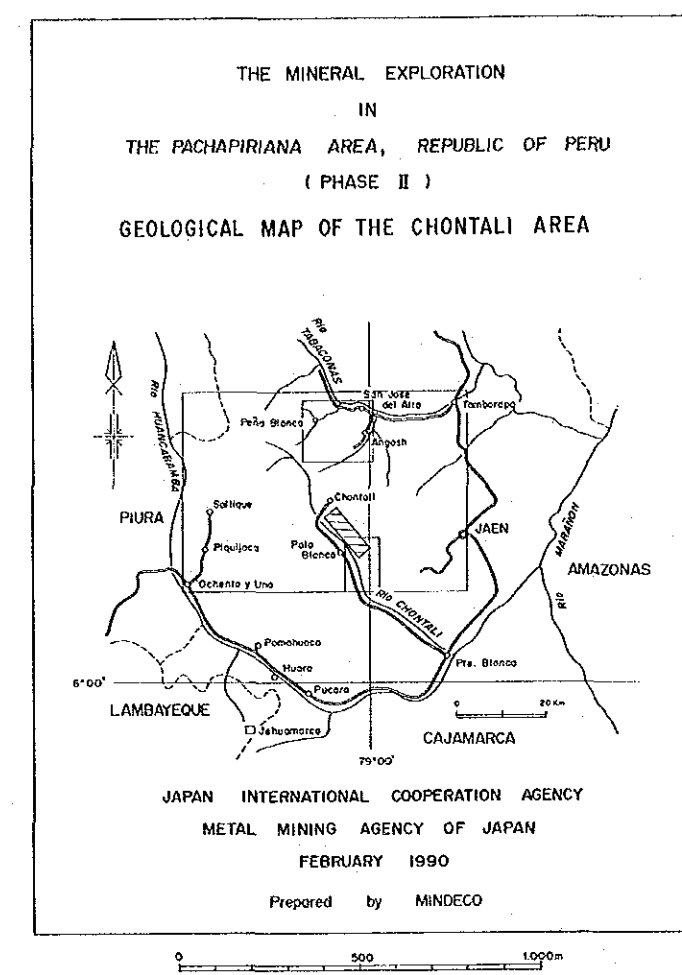 THE MINERAL EXPLORATION
IN
THE PACHAPIRIANA AREA, REPUBLIC OF PERU
( PHASE II )
GEOLOGICAL MAP OF THE CHONTALI AREA
Rio TABACONAS
Rio HUANCABAMBA
San José
del Alto
Tamborapa
Peña Blanca
Angosh
Chontali
Sallique
PIURA
Piquijaca
Palo
Blanco
JAEN
RIO MARAÑON
AMAZONAS
Ochenta y Uno
RIO CHONTALI
Pomahuaca
Pta. Blanca
Huara
6°00'
Pucara
LAMBAYEQUE
0 20 Km
Jahuamarca
CAJAMARCA
79°00'
JAPAN INTERNATIONAL COOPERATION AGENCY
METAL MINING AGENCY OF JAPAN
FEBRUARY 1990
Prepared by MINDECO
0 500 1.000m